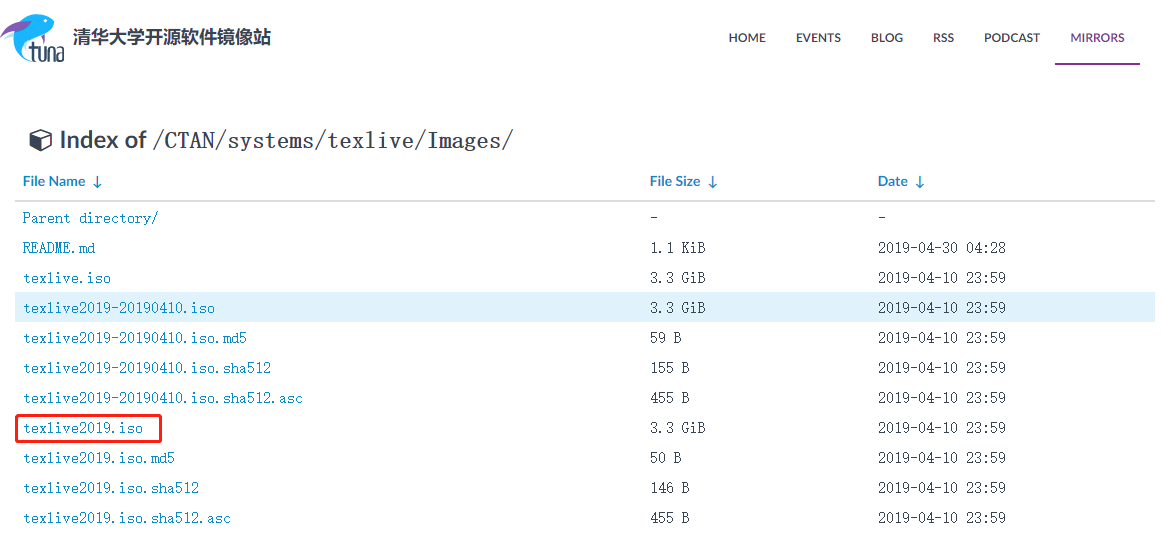 tuna 清华大学开源软件镜像站 HOME EVENTS BLOG RSS PODCAST MIRRORS
Index of /CTAN/systems/texlive/Images/
File Name ↓ File Size ↓ Date ↓
Parent directory/ - -
README.md 1.1 KiB 2019-04-30 04:28
texlive.iso 3.3 GiB 2019-04-10 23:59
texlive2019-20190410.iso 3.3 GiB 2019-04-10 23:59
texlive2019-20190410.iso.md5 59 B 2019-04-10 23:59
texlive2019-20190410.iso.sha512 155 B 2019-04-10 23:59
texlive2019-20190410.iso.sha512.asc 455 B 2019-04-10 23:59
texlive2019.iso 3.3 GiB 2019-04-10 23:59
texlive2019.iso.md5 50 B 2019-04-10 23:59
texlive2019.iso.sha512 146 B 2019-04-10 23:59
texlive2019.iso.sha512.asc 455 B 2019-04-10 23:59